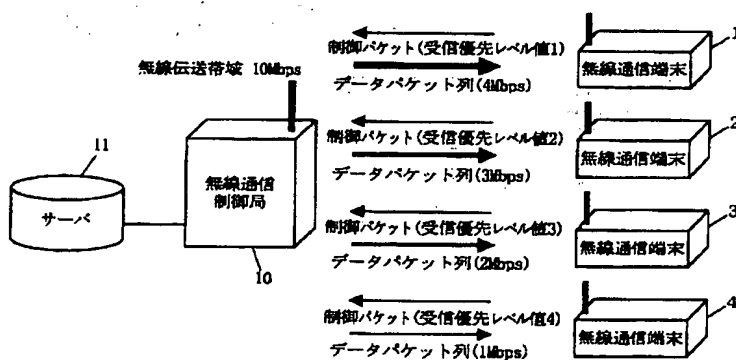 制御パケット(受信優先レベル値1)
データパケット列(4Mbps)
無線通信端末
1
無線伝送帯域 10Mbps
制御パケット(受信優先レベル値2)
データパケット列(3Mbps)
無線通信端末
2
11
サーバ
無線通信
制御局
10
制御パケット(受信優先レベル値3)
データパケット列(2Mbps)
無線通信端末
3
制御パケット(受信優先レベル値4)
データパケット列(1Mbps)
無線通信端末
4